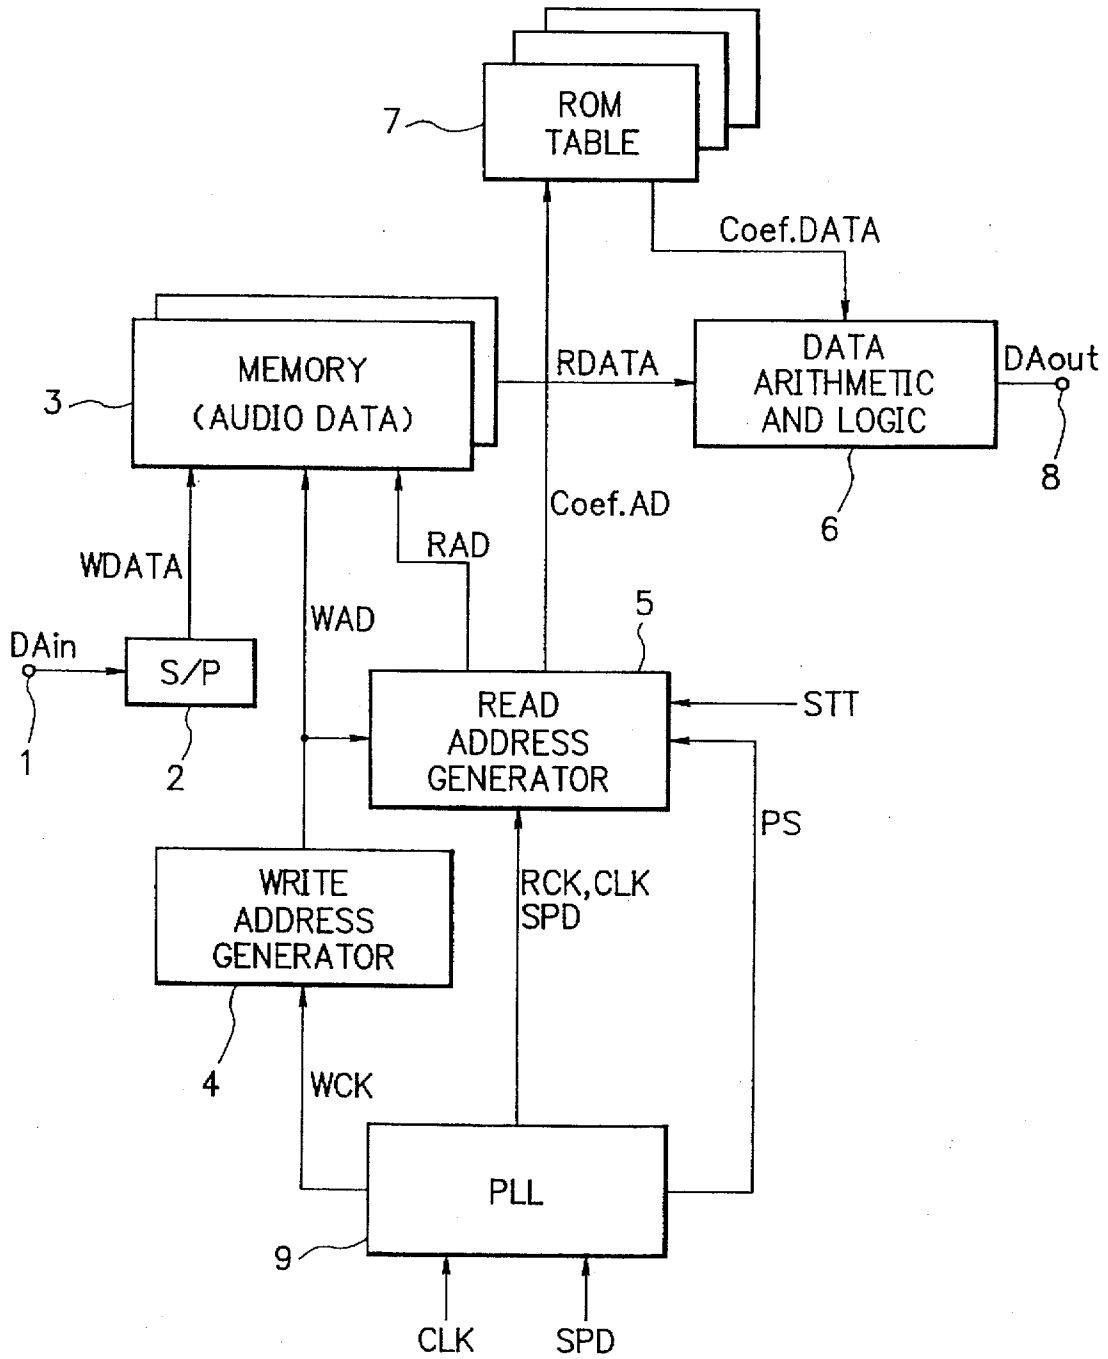 ROM
TABLE
7
Coef.DATA
MEMORY
(AUDIO DATA)
3
RDATA
DATA
ARITHMETIC
AND LOGIC
DAout
8
6
Coef.AD
RAD
WDATA
WAD
5
DAin
S/P
1
2
READ
ADDRESS
GENERATOR
STT
PS
WRITE
ADDRESS
GENERATOR
RCK,CLK
SPD
4
WCK
PLL
9
CLK
SPD